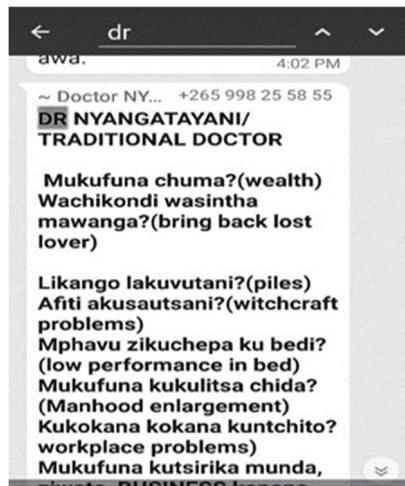 dr
awa.
4:02 PM
~ Doctor NY... +265 998 25 58 55
DR NYANGATAYANI/
TRADITIONAL DOCTOR
Mukufuna chuma?(wealth)
Wachikondi wasintha
mawanga?(bring back lost
lover)
Likango lakuvutani?(piles)
Afiti akusautsani?(witchcraft
problems)
Mphavu zikuchepa ku bedi?
(low performance in bed)
Mukufuna kukulitsa chida?
(Manhood enlargement)
Kukokana kokana kuntchito?
workplace problems)
Mukufuna kutsirika munda,
BUSINESS